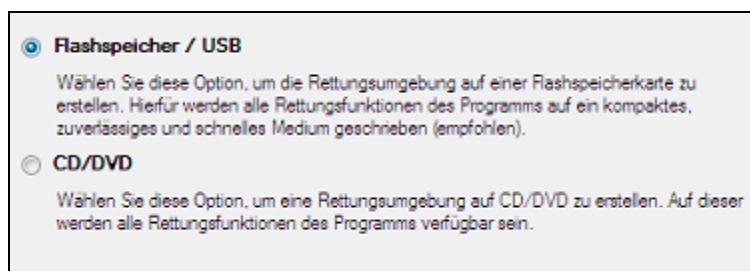 Flashspeicher / USB
Wählen Sie diese Option, um die Rettungsumgebung auf einer Flashspeicherkarte zu
erstellen. Hierfür werden alle Rettungsfunktionen des Programms auf ein kompaktes,
zuverlässiges und schnelles Medium geschrieben (empfohlen).
CD/DVD
Wählen Sie diese Option, um eine Rettungsumgebung auf CD/DVD zu erstellen. Auf dieser
werden alle Rettungsfunktionen des Programms verfügbar sein.